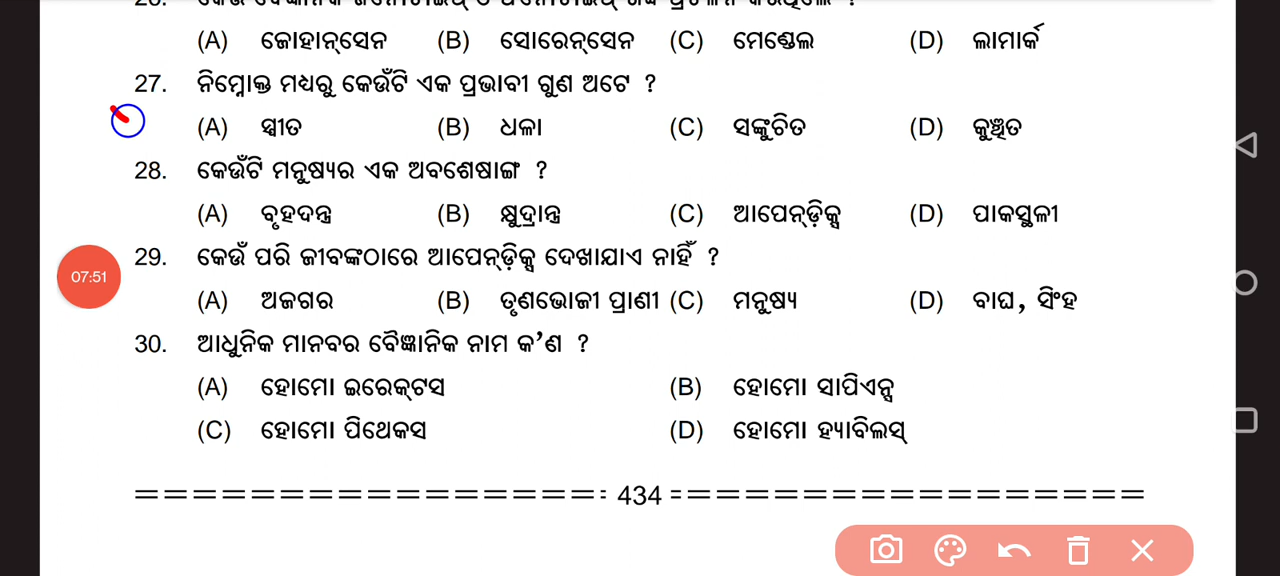 (A) ଜୋହାନ୍‌ସେନ (B) ସୋରେନ୍‌ସେନ (C) ମେଣ୍ଡେଲ (D) ଲାମାର୍କ
27. ନିମ୍ନୋକ୍ତ ମଧ୍ୟରୁ କେଉଁଟି ଏକ ପ୍ରଭାବୀ ଗୁଣ ଅଟେ ?
(A) ସ୍ଫୀତ (B) ଧଳା (C) ସଙ୍କୁଚିତ (D) କୁଞ୍ଚିତ
28. କେଉଁଟି ମନୁଷ୍ୟର ଏକ ଅବଶେଷାଙ୍ଗ ?
(A) ବୃହଦନ୍ତ୍ର (B) କ୍ଷୁଦ୍ରାନ୍ତ୍ର (C) ଆପେନ୍‌ଡ଼ିକ୍ସ (D) ପାକସ୍ଥଳୀ
07:51
29. କେଉଁ ପରି ଜୀବଙ୍କଠାରେ ଆପେନ୍‌ଡ଼ିକ୍ସ ଦେଖାଯାଏ ନାହିଁ ?
(A) ଅଜଗର (B) ତୃଣଭୋଜୀ ପ୍ରାଣୀ (C) ମନୁଷ୍ୟ (D) ବାଘ, ସିଂହ
30. ଆଧୁନିକ ମାନବର ବୈଜ୍ଞାନିକ ନାମ କ’ଣ ?
(A) ହୋମୋ ଇରେକ୍‌ଟସ (B) ହୋମୋ ସାପିଏନ୍ସ
(C) ହୋମୋ ପିଥେକସ (D) ହୋମୋ ହ୍ୟାବିଲସ୍
434